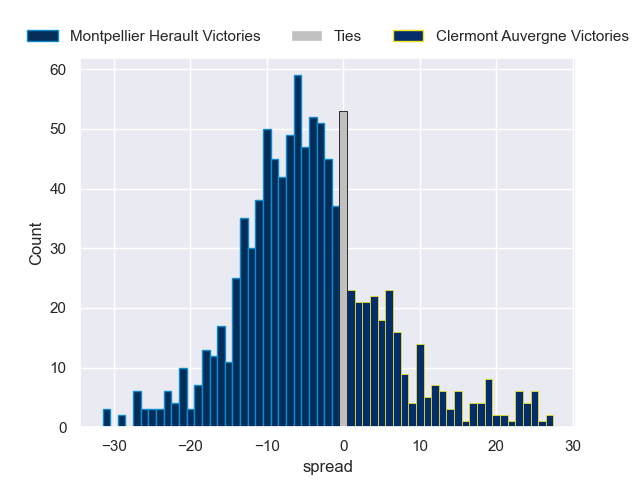 Montpellier Herault Victories Ties Clermont Auvergne Victories
60
50
40
30
20
10
0
Count
−30 −20 −10 0 10 20 30
spread